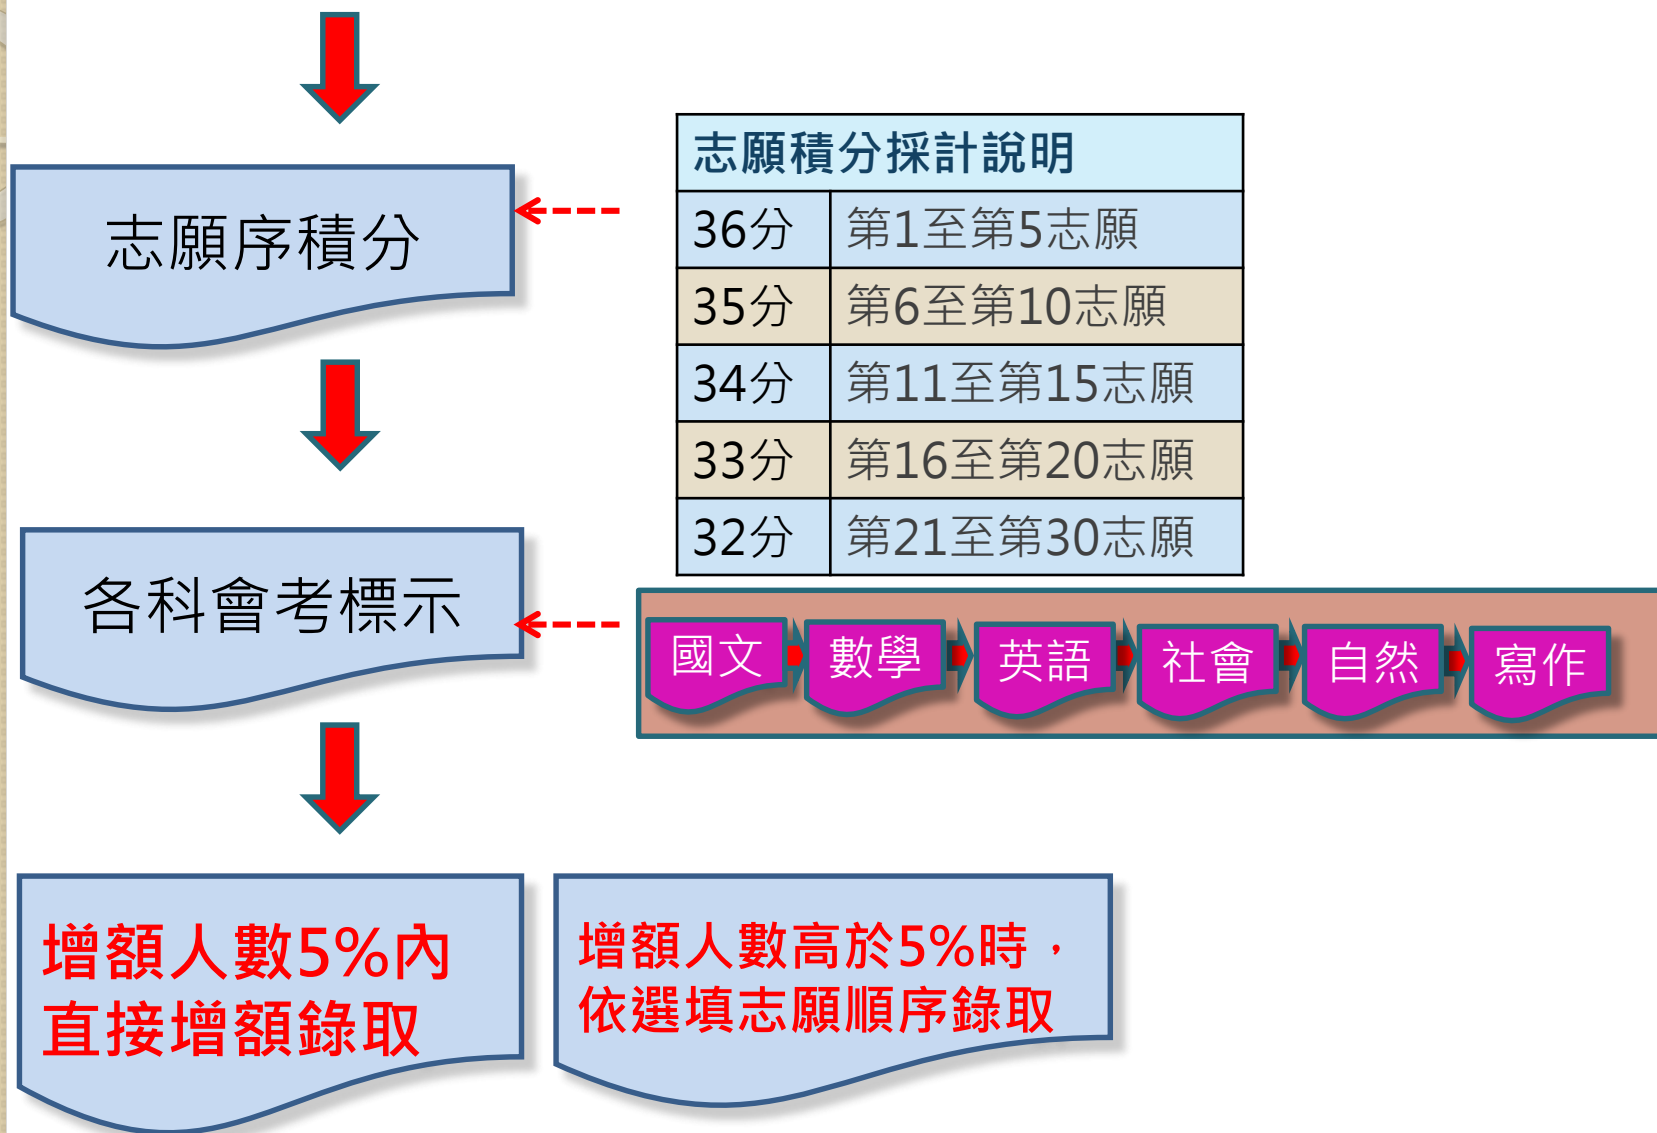 志願序積分
志願積分採計說明
36分 第1至第5志願
35分 第6至第10志願
34分 第11至第15志願
33分 第16至第20志願
32分 第21至第30志願
各科會考標示
國文 數學 英語 社會 自然 寫作
增額人數5%內
直接增額錄取
增額人數高於5%時，
依選填志願順序錄取